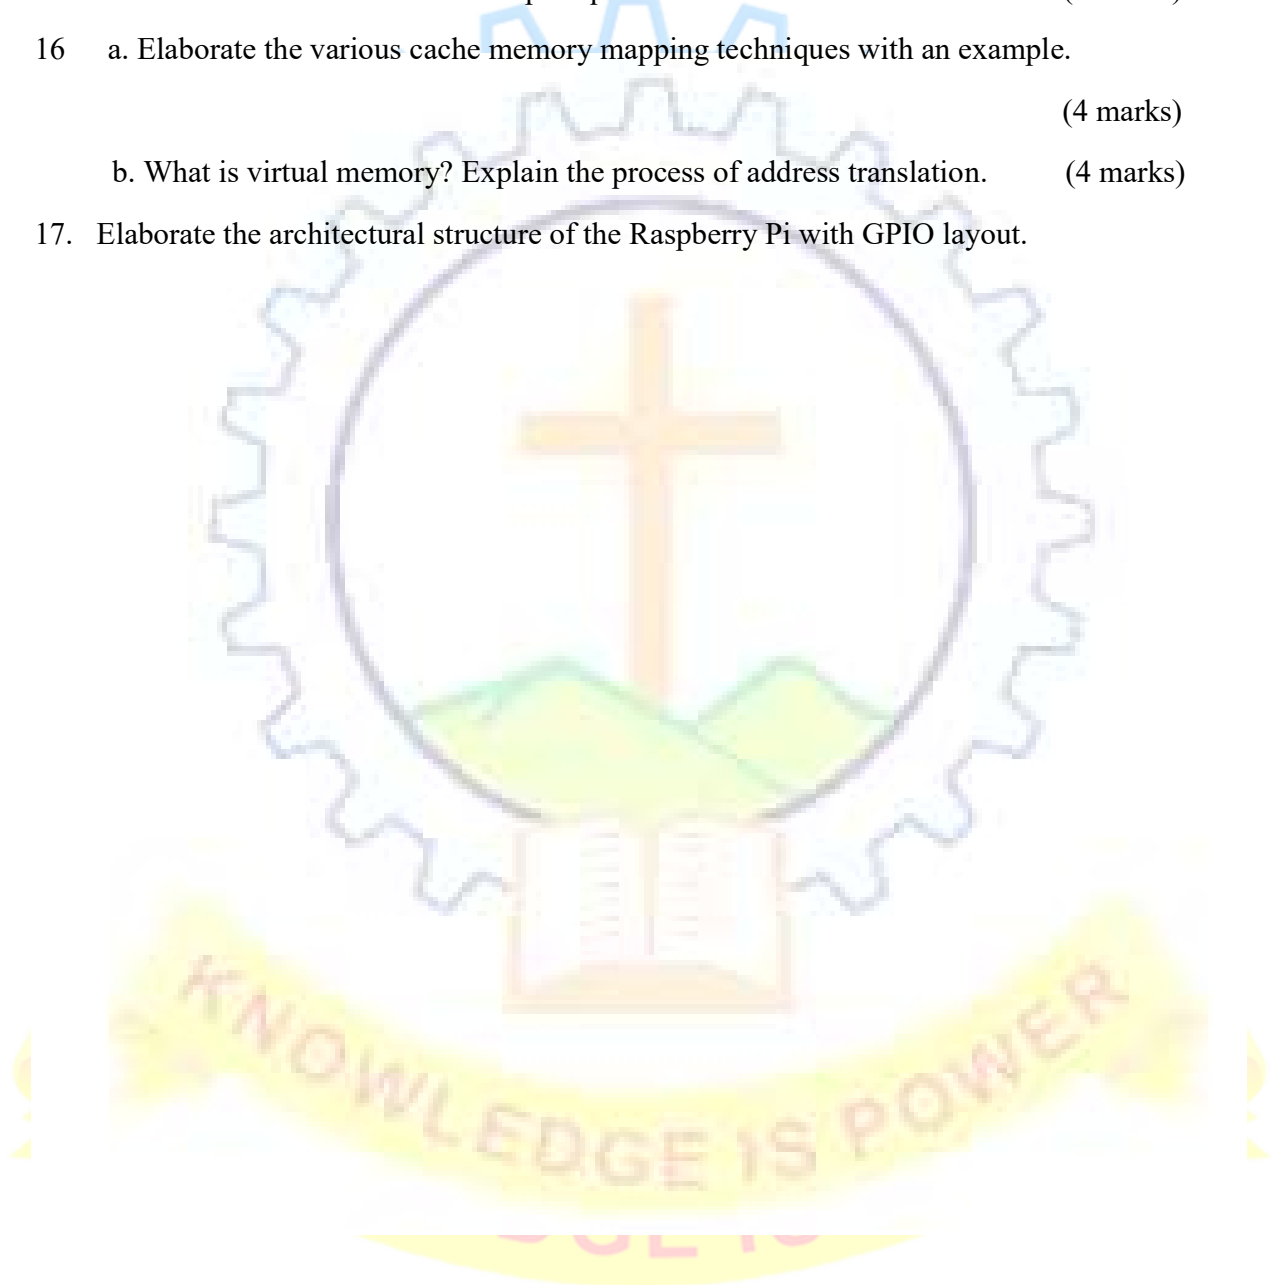 16 a. Elaborate the various cache memory mapping techniques with an example.
(4 marks)
b. What is virtual memory? Explain the process of address translation. (4 marks)
17. Elaborate the architectural structure of the Raspberry Pi with GPIO layout.
KNOWLEDGE IS POWER